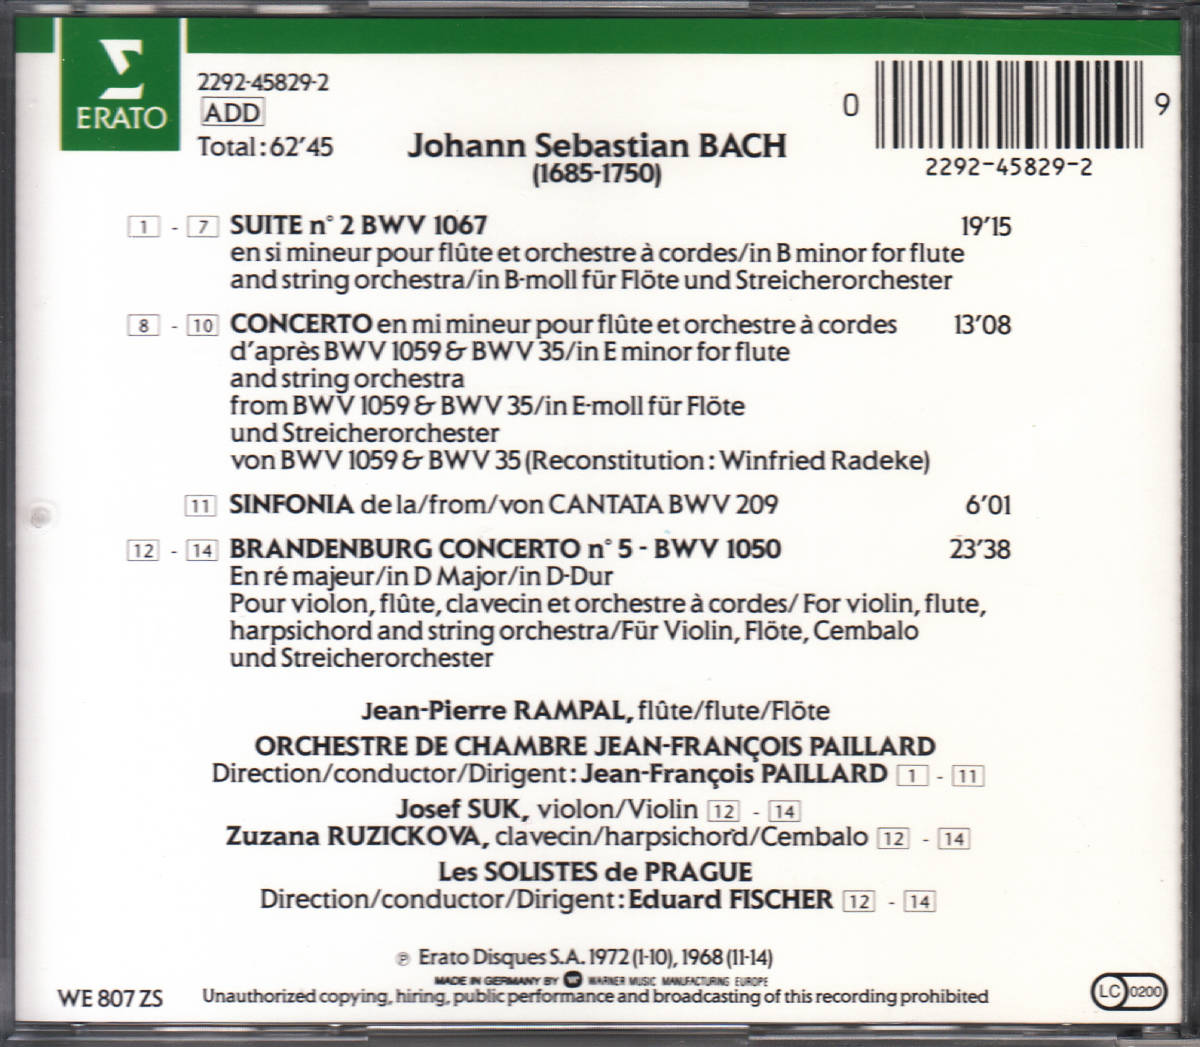 ERATO
2292-45829-2
ADD
Total : 62'45
0 9
2292-45829-2
Johann Sebastian BACH
(1685-1750)
1 - 7 SUITE n° 2 BWV 1067 19'15
en si mineur pour flûte et orchestre à cordes/in B minor for flute
and string orchestra/in B-moll für Flöte und Streicherorchester
8 - 10 CONCERTO en mi mineur pour flûte et orchestre à cordes 13'08
d'après BWV 1059 & BWV 35/in E minor for flute
and string orchestra
from BWV 1059 & BWV 35/in E-moll für Flöte
und Streicherorchester
von BWV 1059 & BWV 35 (Reconstitution : Winfried Radeke)
11 SINFONIA de la/from/von CANTATA BWV 209 6'01
12 - 14 BRANDENBURG CONCERTO n° 5 - BWV 1050 23'38
En ré majeur/in D Major/in D-Dur
Pour violon, flûte, clavecin et orchestre à cordes/ For violin, flute,
harpsichord and string orchestra/Für Violin, Flöte, Cembalo
und Streicherorchester
Jean-Pierre RAMPAL, flûte/flute/Flöte
ORCHESTRE DE CHAMBRE JEAN-FRANÇOIS PAILLARD
Direction/conductor/Dirigent : Jean-François PAILLARD 1 - 11
Josef SUK, violon/Violin 12 - 14
Zuzana RUZICKOVA, clavecin/harpsichord/Cembalo 12 - 14
Les SOLISTES de PRAGUE
Direction/conductor/Dirigent : Eduard FISCHER 12 - 14
℗ Erato Disques S.A. 1972 (1-10), 1968 (11-14)
MADE IN GERMANY BY WARNER MUSIC MANUFACTURING EUROPE
WE 807 ZS Unauthorized copying, hiring, public performance and broadcasting of this recording prohibited
LC 0200